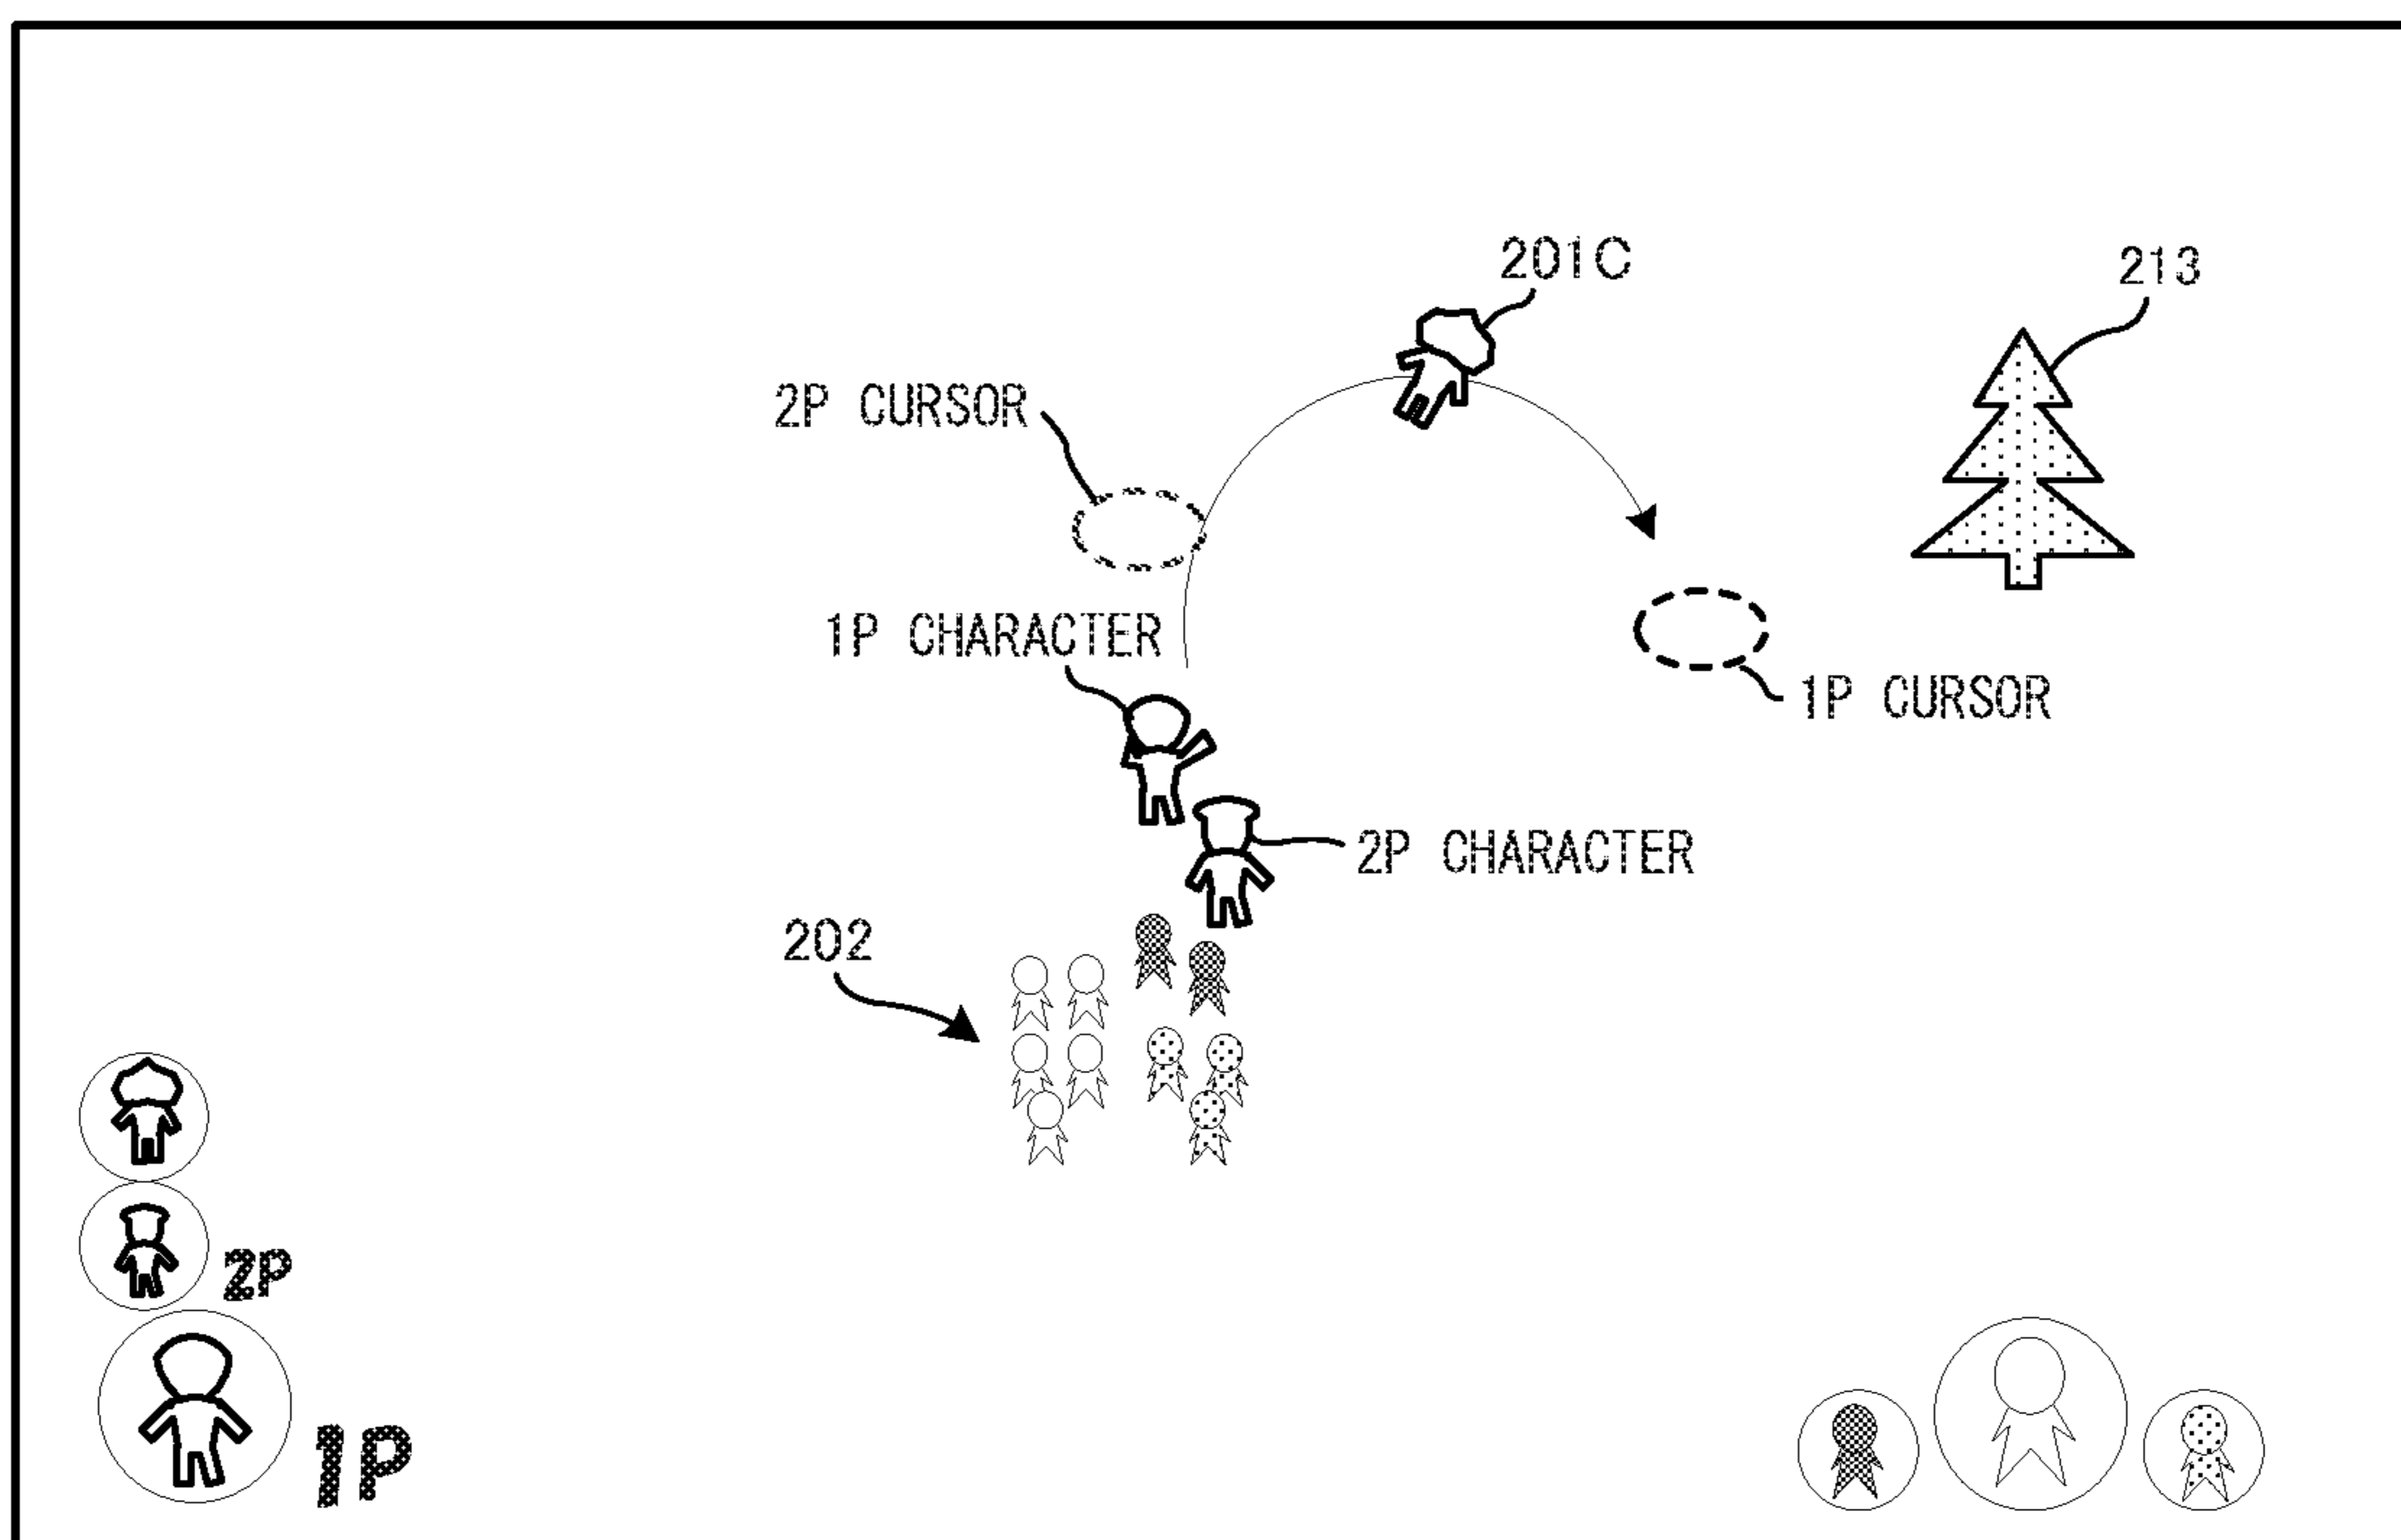 201C
213
2P CURSOR
1P CHARACTER
1P CURSOR
2P CHARACTER
202
2P
1P